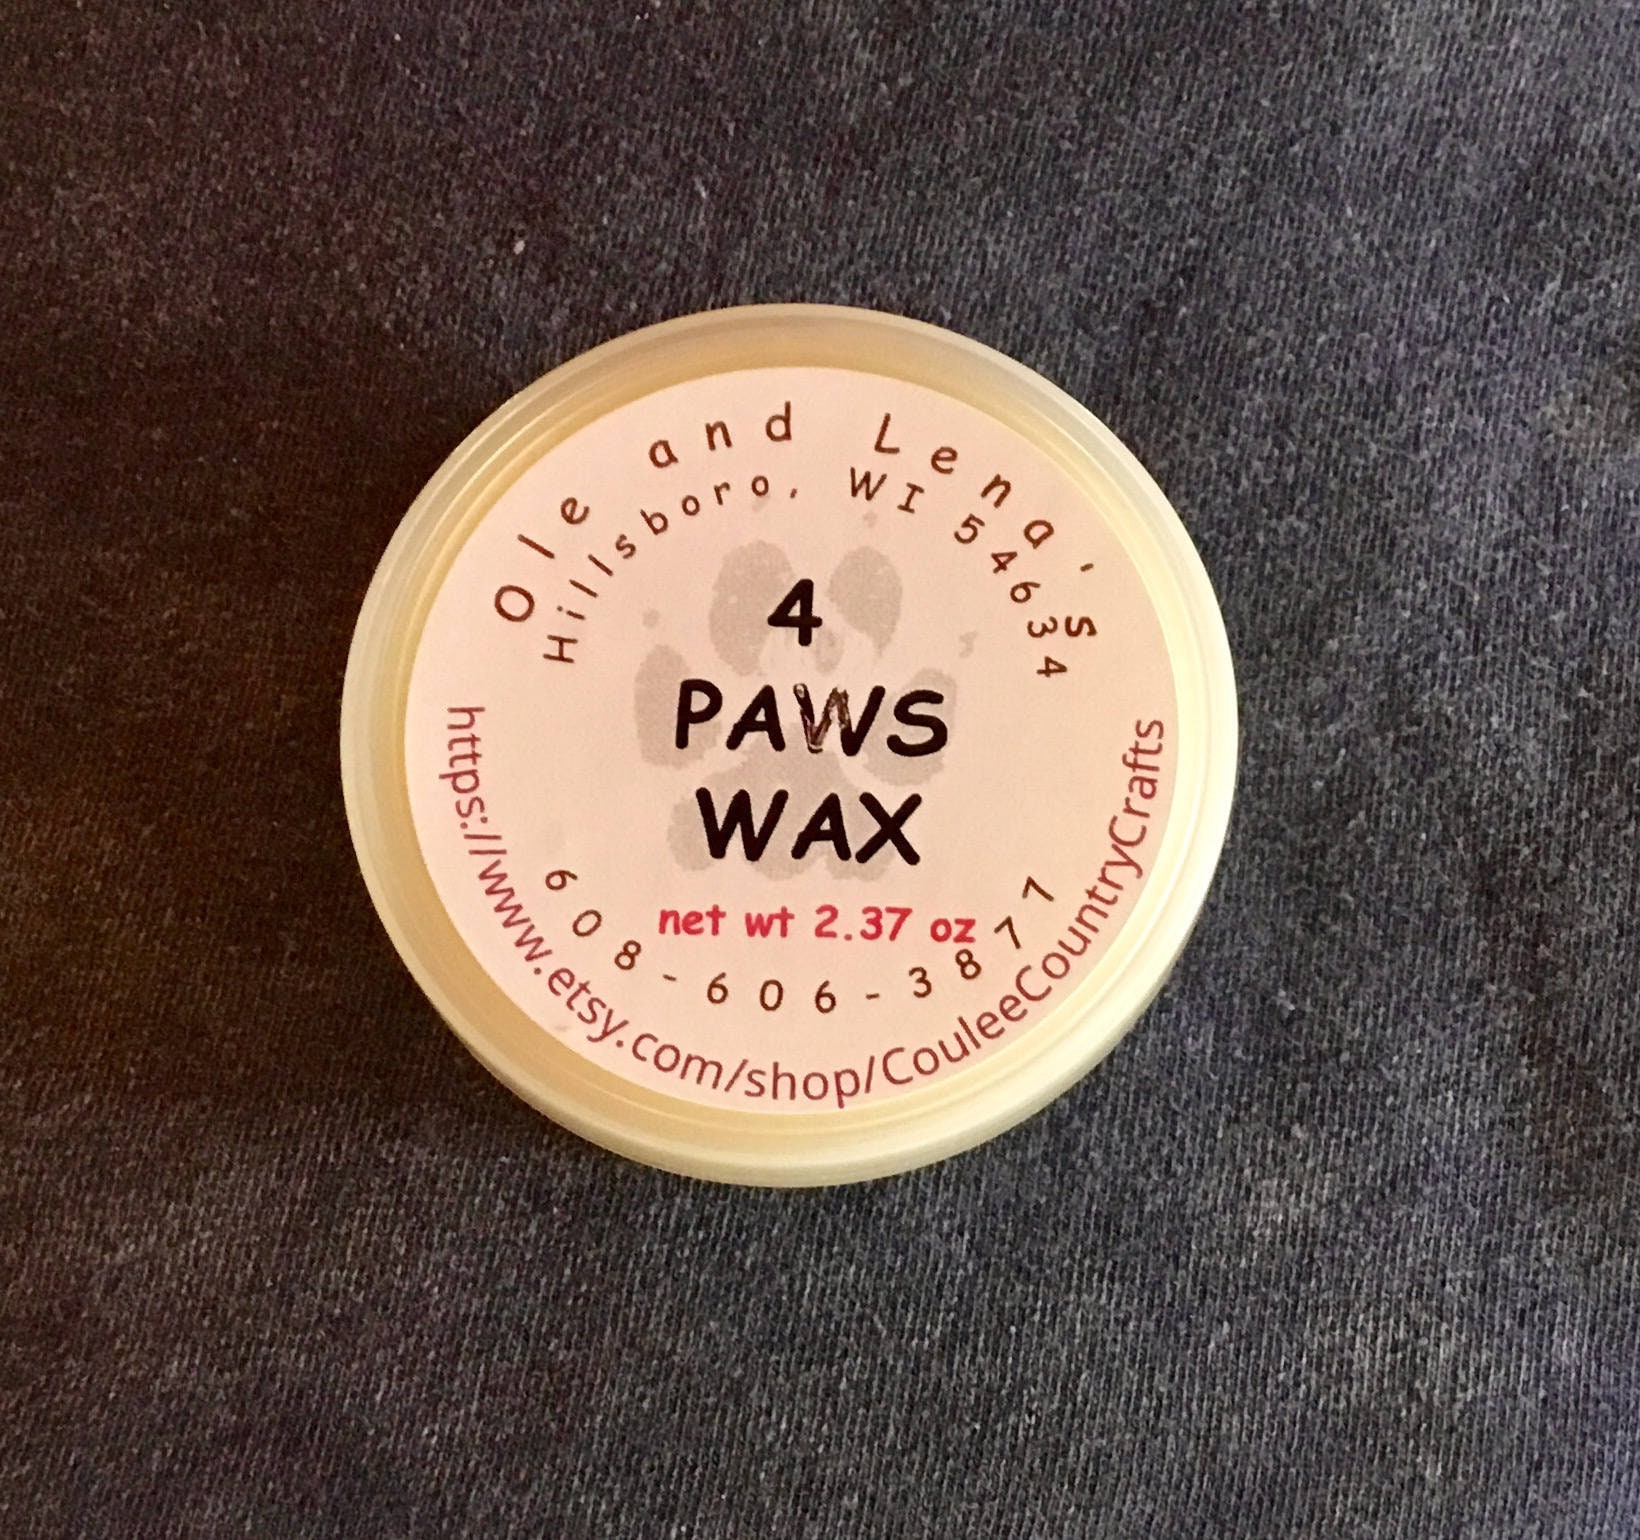 Ole and Lena's
Hillsboro, WI 54634
4
PAWS
WAX
net wt 2.37 oz
608-606-3877
https://www.etsy.com/shop/CouleeCountryCrafts